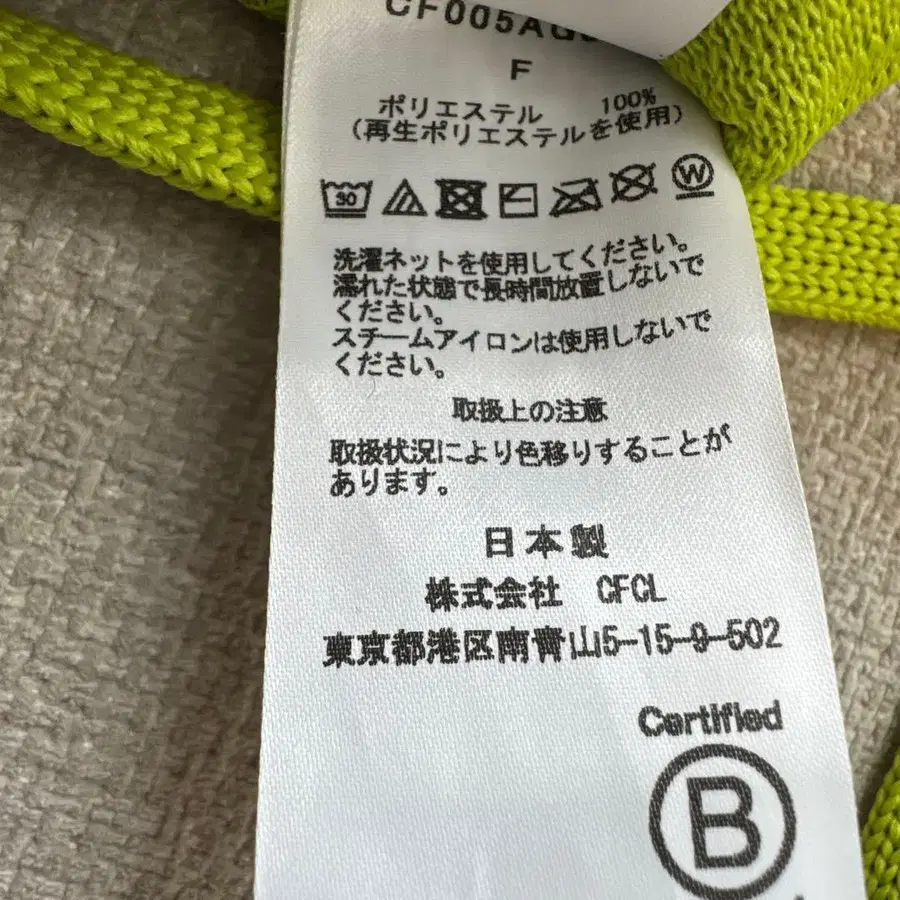 CF005AG
F
ポリエステル 100%
(再生ポリエステルを使用)
30
W
洗濯ネットを使用してください。
濡れた状態で長時間放置しないで
ください。
スチームアイロンは使用しないで
ください。
取扱上の注意
取扱状況により色移りすることが
あります。
日本製
株式会社 CFCL
東京都港区南青山5-15-9-502
Certified
B